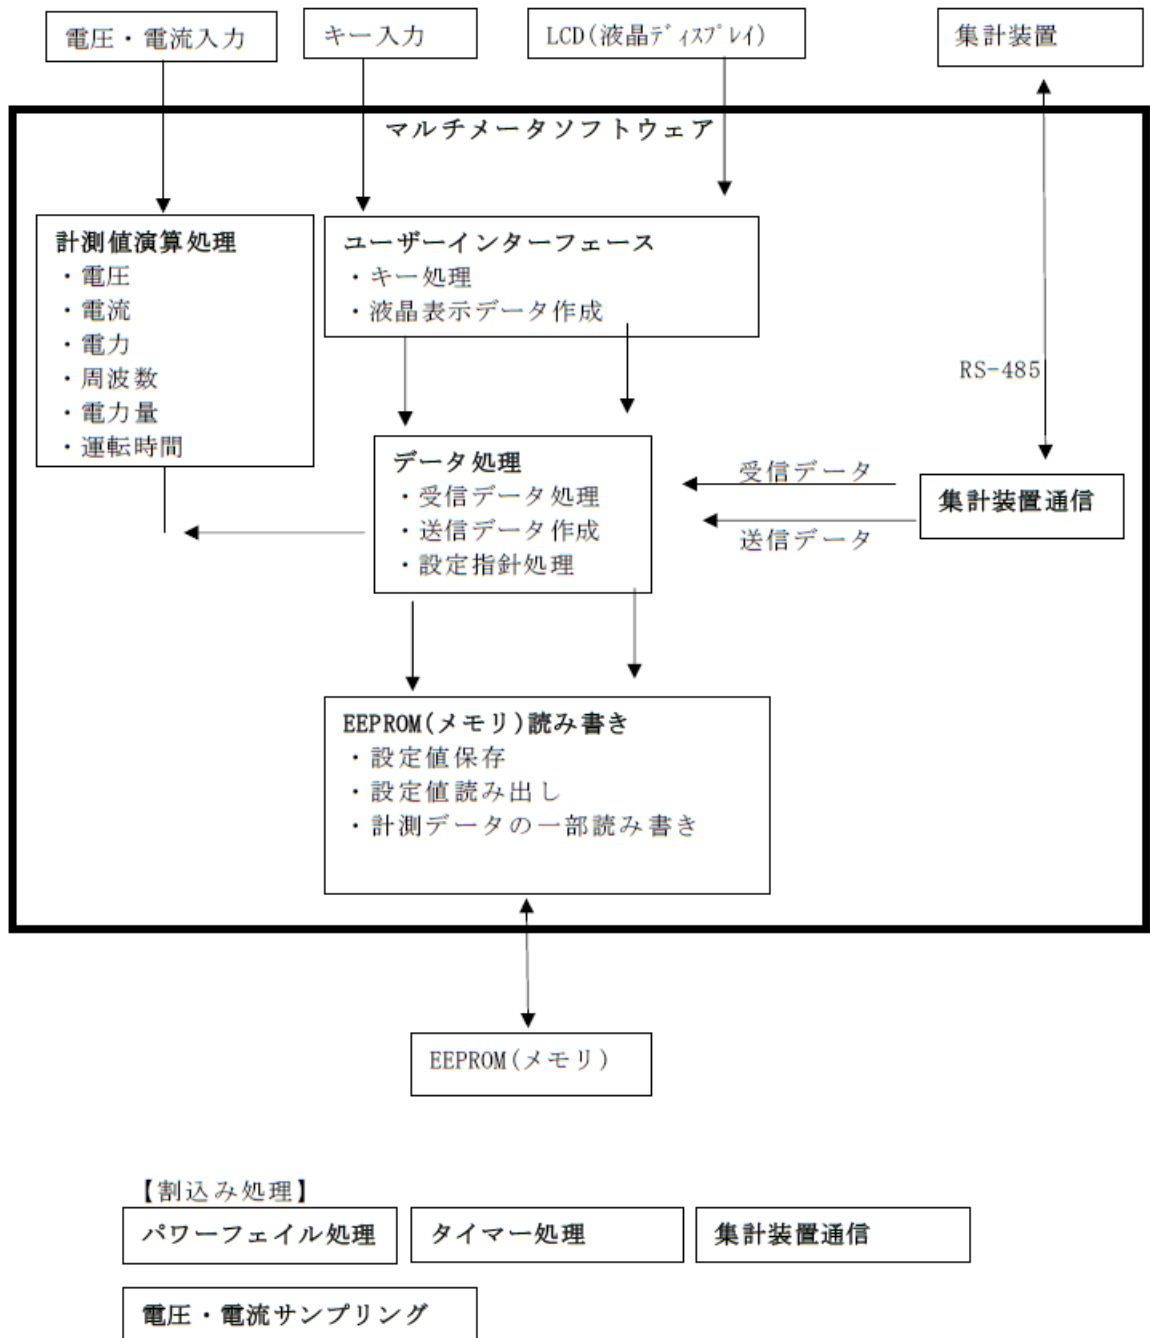 電圧・電流入力
キー入力
LCD(液晶ﾃﾞｨｽﾌﾟﾚｲ)
集計装置
マルチメータソフトウェア
計測値演算処理
・電圧
・電流
・電力
・周波数
・電力量
・運転時間
ユーザーインターフェース
・キー処理
・液晶表示データ作成
RS-485
データ処理
・受信データ処理
・送信データ作成
・設定指針処理
受信データ
送信データ
集計装置通信
EEPROM(メモリ)読み書き
・設定値保存
・設定値読み出し
・計測データの一部読み書き
EEPROM(メモリ)
【割込み処理】
パワーフェイル処理
タイマー処理
集計装置通信
電圧・電流サンプリング